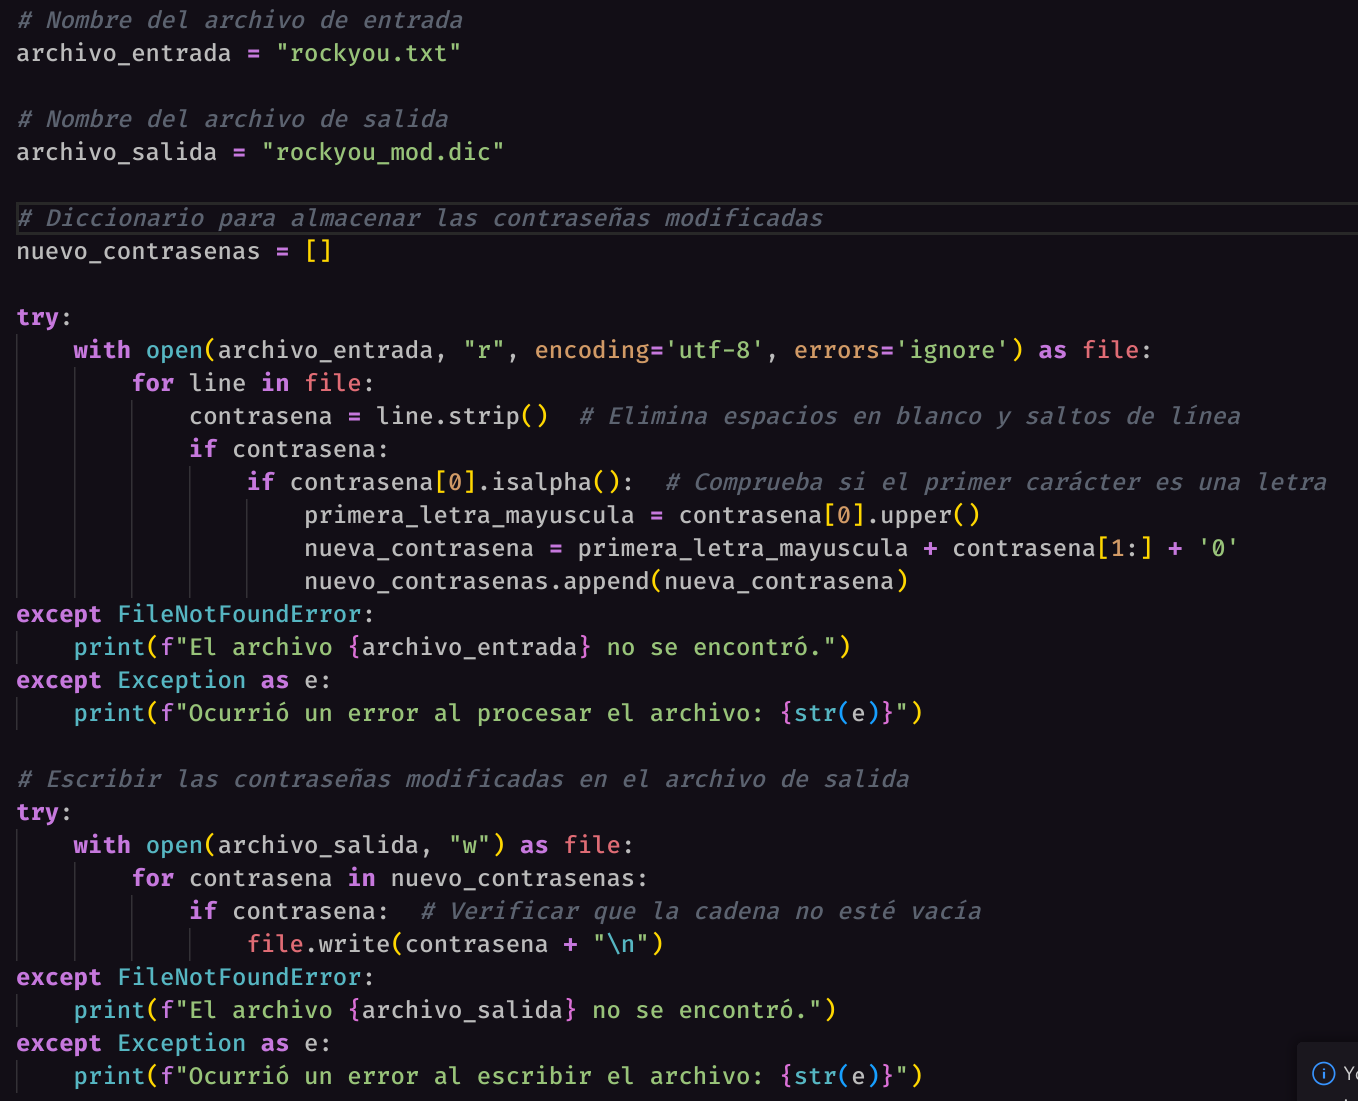 # Nombre del archivo de entrada
archivo_entrada = "rockyou.txt"
# Nombre del archivo de salida
archivo_salida = "rockyou_mod.dic"
# Diccionario para almacenar las contraseñas modificadas
nuevo_contrasenas = []
try:
    with open(archivo_entrada, "r", encoding='utf-8', errors='ignore') as file:
        for line in file:
            contrasena = line.strip()  # Elimina espacios en blanco y saltos de línea
            if contrasena:
                if contrasena[0].isalpha():  # Comprueba si el primer carácter es una letra
                    primera_letra_mayuscula = contrasena[0].upper()
                    nueva_contrasena = primera_letra_mayuscula + contrasena[1:] + '0'
                    nuevo_contrasenas.append(nueva_contrasena)
except FileNotFoundError:
    print(f"El archivo {archivo_entrada} no se encontró.")
except Exception as e:
    print(f"Ocurrió un error al procesar el archivo: {str(e)}")
# Escribir las contraseñas modificadas en el archivo de salida
try:
    with open(archivo_salida, "w") as file:
        for contrasena in nuevo_contrasenas:
            if contrasena:  # Verificar que la cadena no esté vacía
                file.write(contrasena + "\n")
except FileNotFoundError:
    print(f"El archivo {archivo_salida} no se encontró.")
except Exception as e:
    print(f"Ocurrió un error al escribir el archivo: {str(e)}")